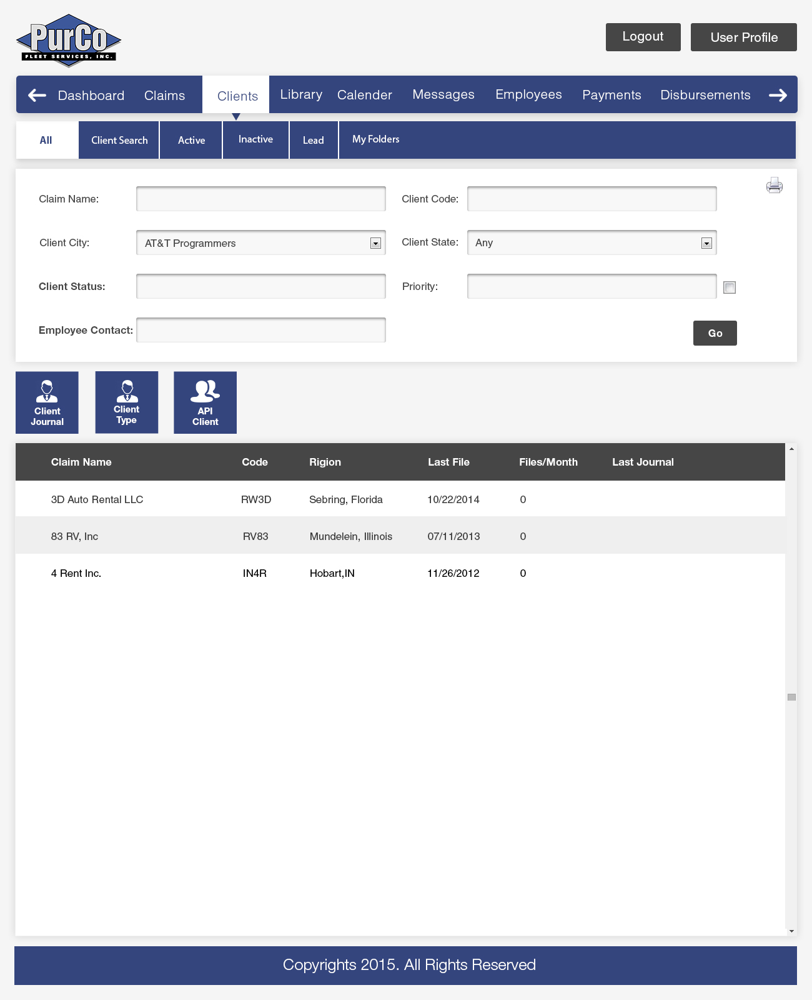 PurCo
FLEET SERVICES, INC.
Logout
User Profile
Dashboard Claims Clients Library Calender Messages Employees Payments Disbursements
All Client Search Active Inactive Lead My Folders
Claim Name:
Client Code:
Client City: AT&T Programmers
Client State: Any
Client Status:
Priority:
Employee Contact:
Go
Client
Journal
Client
Type
API
Client
Claim Name Code Rigion Last File Files/Month Last Journal
3D Auto Rental LLC RW3D Sebring, Florida 10/22/2014 0
83 RV, Inc RV83 Mundelein, Illinois 07/11/2013 0
4 Rent Inc. IN4R Hobart,IN 11/26/2012 0
Copyrights 2015. All Rights Reserved